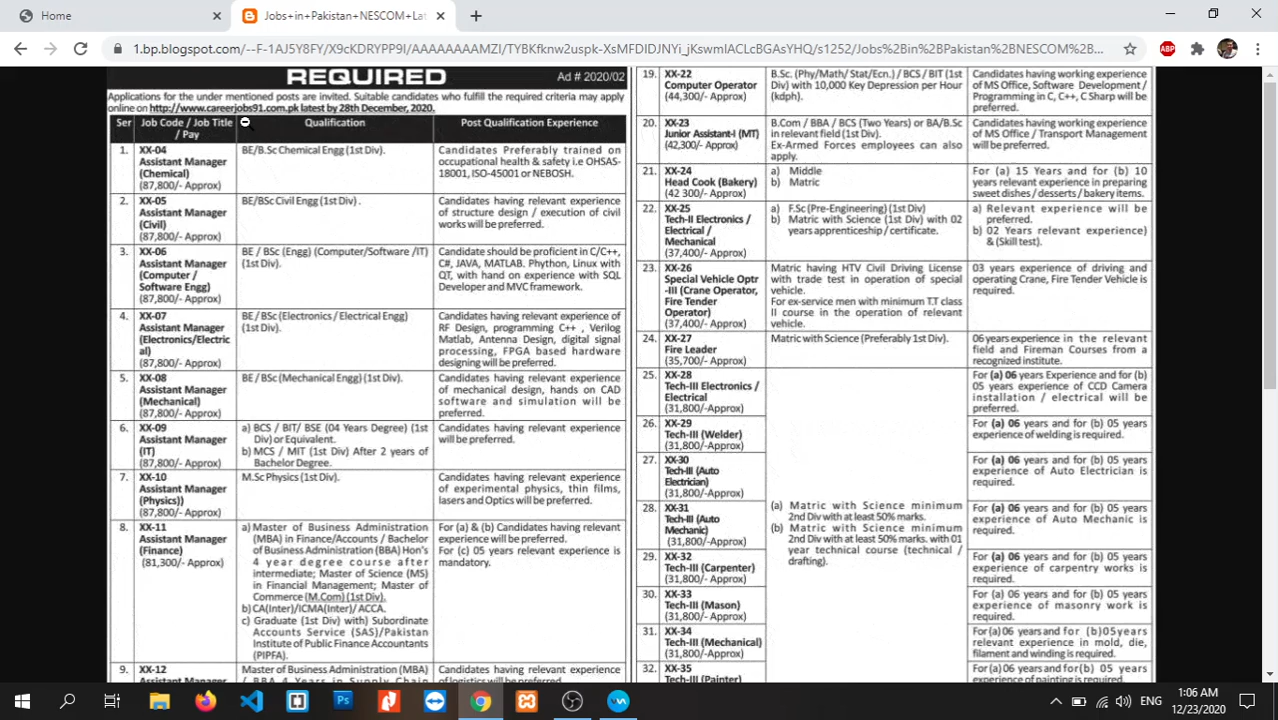 Home
Jobs+in+Pakistan+NESCOM+Lat
1.bp.blogspot.com/--F-1AJ5Y8FY/X9cKDRYPP9I/AAAAAAAAMZI/TYBKfknw2uspk-XsMFDIDJNYi_jKswmIACLcBGAsYHQ/s1252/Jobs%2Bin%2BPakistan%2BNESCOM%2B...
ABP
REQUIRED
Ad # 2020/02
Applications for the under mentioned posts are invited. Suitable candidates who fulfill the required criteria may apply
online on http://www.careerjobs91.com.pk latest by 28th December, 2020.
Ser
Job Code / Job Title
/ Pay
Qualification
Post Qualification Experience
1.
XX-04
Assistant Manager
(Chemical)
(87,800/- Approx)
BE/B.Sc Chemical Engg (1st Div).
Candidates Preferably trained on
occupational health & safety i.e OHSAS-
18001, ISO-45001 or NEBOSH.
2.
XX-05
Assistant Manager
(Civil)
(87,800/- Approx)
BE/BSc Civil Engg (1st Div) .
Candidates having relevant experience
of structure design / execution of civil
works will be preferred.
3.
XX-06
Assistant Manager
(Computer /
Software Engg)
(87,800/- Approx)
BE / BSc (Engg) (Computer/Software /IT)
(1st Div).
Candidate should be proficient in C/C++,
C#, JAVA, MATLAB. Phython, Linux with
QT, with hand on experience with SQL
Developer and MVC framework.
4.
XX-07
Assistant Manager
(Electronics/Electric
al)
(87,800/- Approx)
BE / BSc (Electronics / Electrical Engg)
(1st Div).
Candidates having relevant experience of
RF Design, programming C++ , Verilog
Matlab, Antenna Design, digital signal
processing, FPGA based hardware
designing will be preferred.
5.
XX-08
Assistant Manager
(Mechanical)
(87,800/- Approx)
BE / BSc (Mechanical Engg) (1st Div).
Candidates having relevant experience
of mechanical design, hands on CAD
software and simulation will be
preferred.
6.
XX-09
Assistant Manager
(IT)
(87,800/- Approx)
a) BCS / BIT/ BSE (04 Years Degree) (1st
Div) or Equivalent.
b) MCS / MIT (1st Div) After 2 years of
Bachelor Degree.
Candidates having relevant experience
will be preferred.
7.
XX-10
Assistant Manager
(Physics))
(87,800/- Approx)
M.Sc Physics (1st Div).
Candidates having relevant experience
of experimental physics, thin films,
lasers and Optics will be preferred.
8.
XX-11
Assistant Manager
(Finance)
(81,300/- Approx)
a) Master of Business Administration
(MBA) in Finance/Accounts / Bachelor
of Business Administration (BBA) Hon's
4 year degree course after
intermediate; Master of Science (MS)
in Financial Management; Master of
Commerce (M.Com) (1st Div).
b) CA(Inter)/ICMA(Inter)/ ACCA.
c) Graduate (1st Div) with) Subordinate
Accounts Service (SAS)/Pakistan
Institute of Public Finance Accountants
(PIPFA).
For (a) & (b) Candidates having relevant
experience will be preferred.
For (c) 05 years relevant experience is
mandatory.
9.
XX-12
Assistant Manager
Master of Business Administration (MBA)
/ BBA 4 Years in Supply Chain
Candidates having relevant experience
of logistics will be preferred.
19.
XX-22
Computer Operator
(44,300/- Approx)
B.Sc. (Phy/Math/ Stat/Ecn.) / BCS / BIT (1st
Div) with 10,000 Key Depression per Hour
(kdph).
Candidates having working experience
of MS Office, Software Development /
Programming in C, C++, C Sharp will be
preferred.
20.
XX-23
Junior Assistant-I (MT)
(42,300/- Approx)
B.Com / BBA / BCS (Two Years) or BA/B.Sc
in relevant field (1st Div).
Ex-Armed Forces employees can also
apply.
Candidates having working experience
of MS Office / Transport Management
will be preferred.
21.
XX-24
Head Cook (Bakery)
(42 300/- Approx)
a) Middle
b) Matric
For (a) 15 Years and for (b) 10
years relevant experience in preparing
sweet dishes / desserts / bakery items.
22.
XX-25
Tech-II Electronics /
Electrical /
Mechanical
(37,400/- Approx)
a) F.Sc (Pre-Engineering) (1st Div)
b) Matric with Science (1st Div) with 02
years apprenticeship / certificate.
a) Relevant experience will be
preferred.
b) 02 Years relevant experience)
& (Skill test).
23.
XX-26
Special Vehicle Optr
-III (Crane Operator,
Fire Tender
Operator)
(37,400/- Approx)
Matric having HTV Civil Driving License
with trade test in operation of special
vehicle.
For ex-service men with minimum T.T class
II course in the operation of relevant
vehicle.
03 years experience of driving and
operating Crane, Fire Tender Vehicle is
required.
24.
XX-27
Fire Leader
(35,700/- Approx)
Matric with Science (Preferably 1st Div).
06 years experience in the relevant
field and Fireman Courses from a
recognized institute.
25.
XX-28
Tech-III Electronics /
Electrical
(31,800/-Approx)
For (a) 06 years Experience and for (b)
05 years experience of CCD Camera
installation / electrical will be
preferred.
26.
XX-29
Tech-III (Welder)
(31,800/-Approx)
For (a) 06 years and for (b) 05 years
experience of welding is required.
27.
XX-30
Tech-III (Auto
Electrician)
(31,800/-Approx)
For (a) 06 years and for (b) 05 years
experience of Auto Electrician is
required.
28.
XX-31
Tech-III (Auto
Mechanic)
(31,800/-Approx)
(a) Matric with Science minimum
2nd Div with at least 50% marks.
(b) Matric with Science minimum
2nd Div with at least 50% marks. with 01
year technical course (technical /
drafting).
For (a) 06 years and for (b) 05 years
experience of Auto Mechanic is
required.
29.
XX-32
Tech-III (Carpenter)
(31,800/- Approx)
For (a) 06 years and for (b) 05 years
experience of carpentry works is
required.
30.
XX-33
Tech-III (Mason)
(31,800/- Approx)
For (a) 06 years and for (b) 05 years
experience of masonry work is
required.
31.
XX-34
Tech-III (Mechanical)
(31,800/- Approx)
For (a) 06 years and for (b) 05 years
relevant experience in mold, die,
filament and winding is required.
32.
XX-35
Tech-III (Painter)
For (a) 06 years and for (b) 05 years
experience of painting is required.
Ps
ENG
1:06 AM
12/23/2020